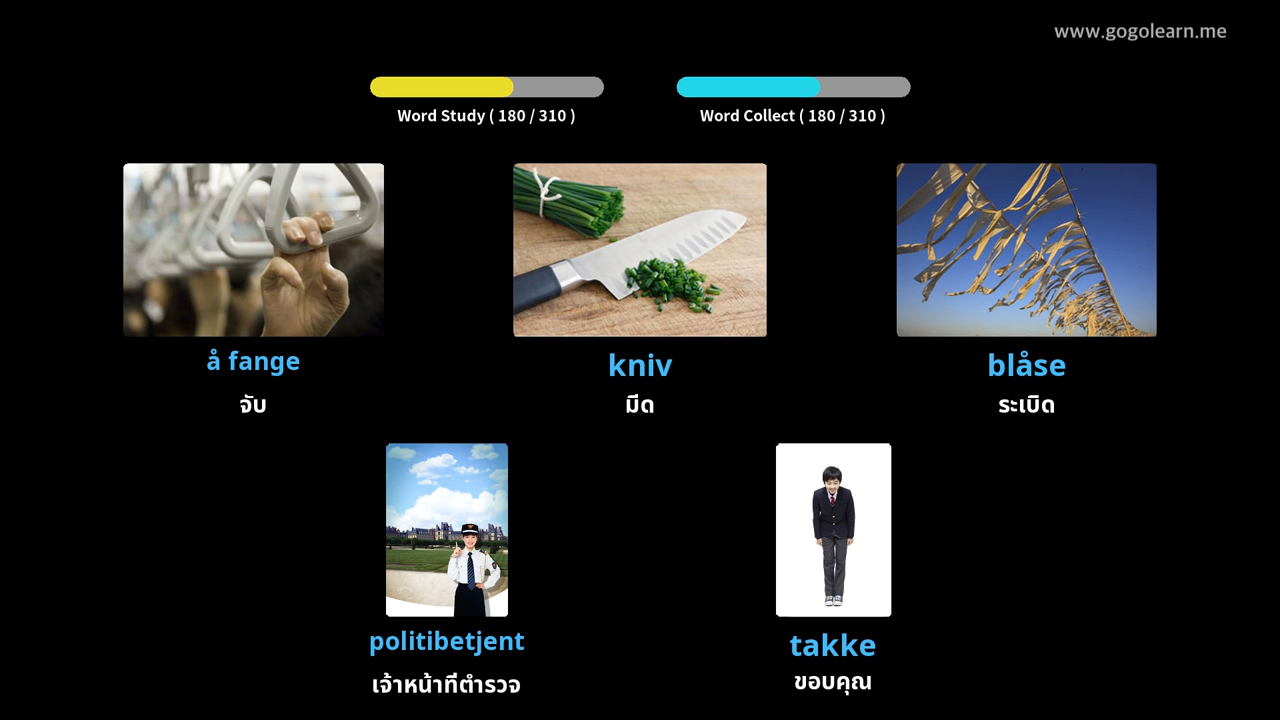 www.gogolearn.me
Word Study ( 180 / 310 )
Word Collect ( 180 / 310 )
å fange
kniv
blåse
จับ
มีด
ระเบิด
politibetjent
takke
เจ้าหน้าที่ตำรวจ
ขอบคุณ